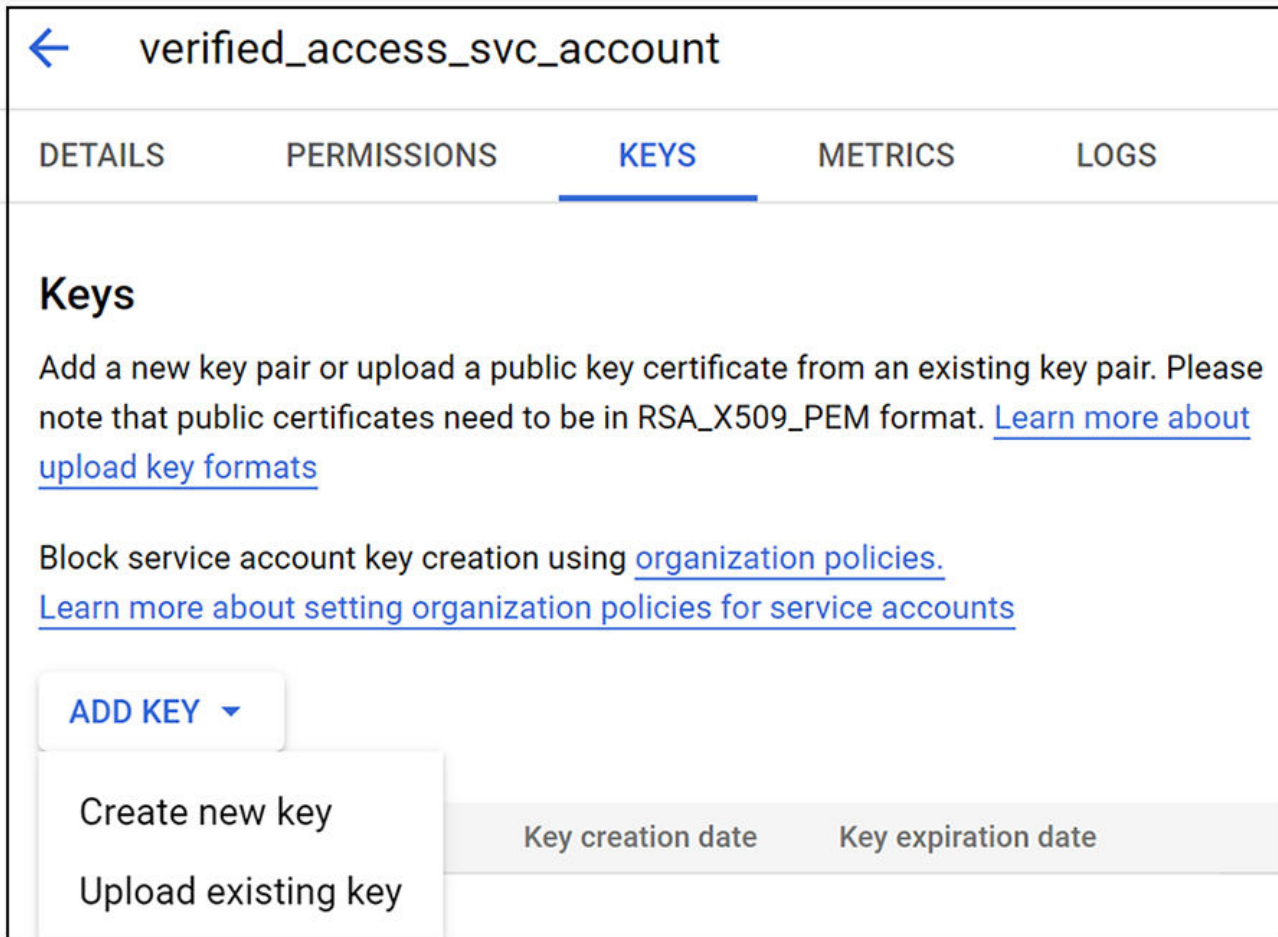 verified_access_svc_account
DETAILS PERMISSIONS KEYS METRICS LOGS
Keys
Add a new key pair or upload a public key certificate from an existing key pair. Please
note that public certificates need to be in RSA_X509_PEM format. Learn more about
upload key formats
Block service account key creation using organization policies.
Learn more about setting organization policies for service accounts
ADD KEY
Create new key
Key creation date Key expiration date
Upload existing key